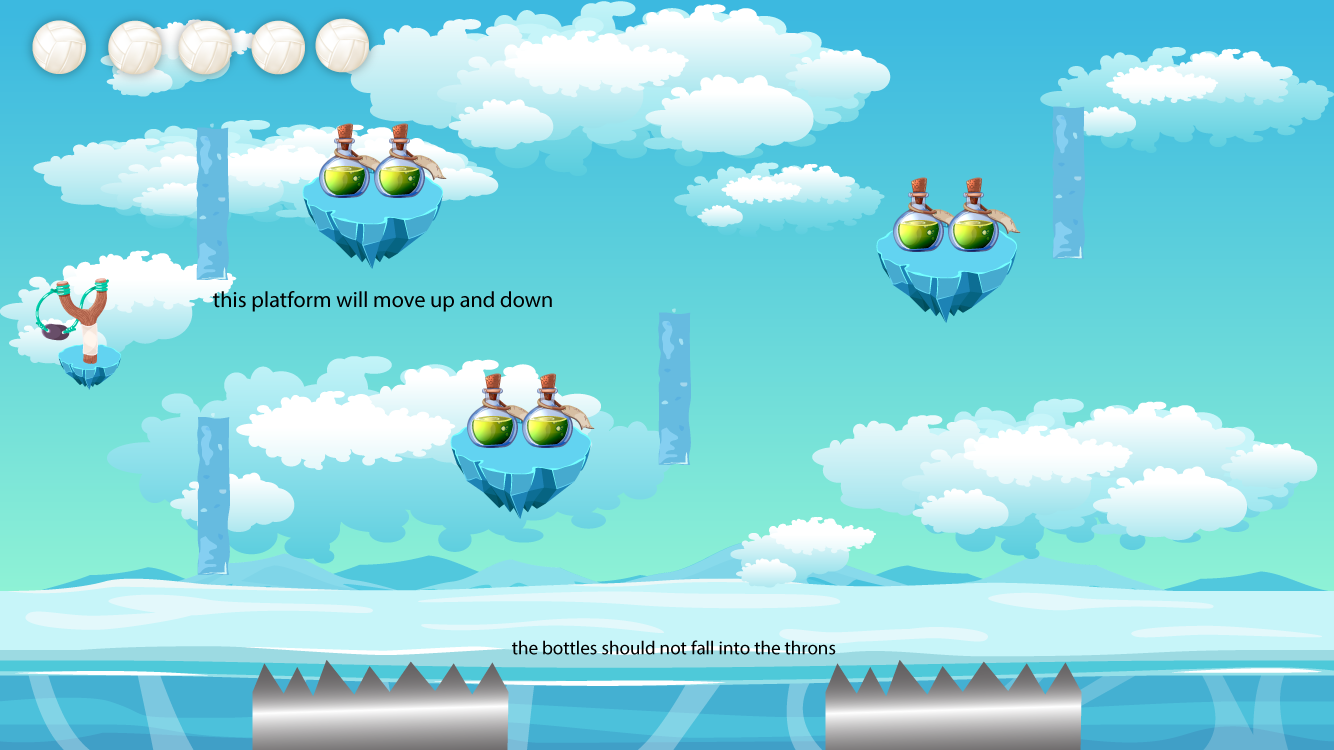 this platform will move up and down
the bottles should not fall into the throns